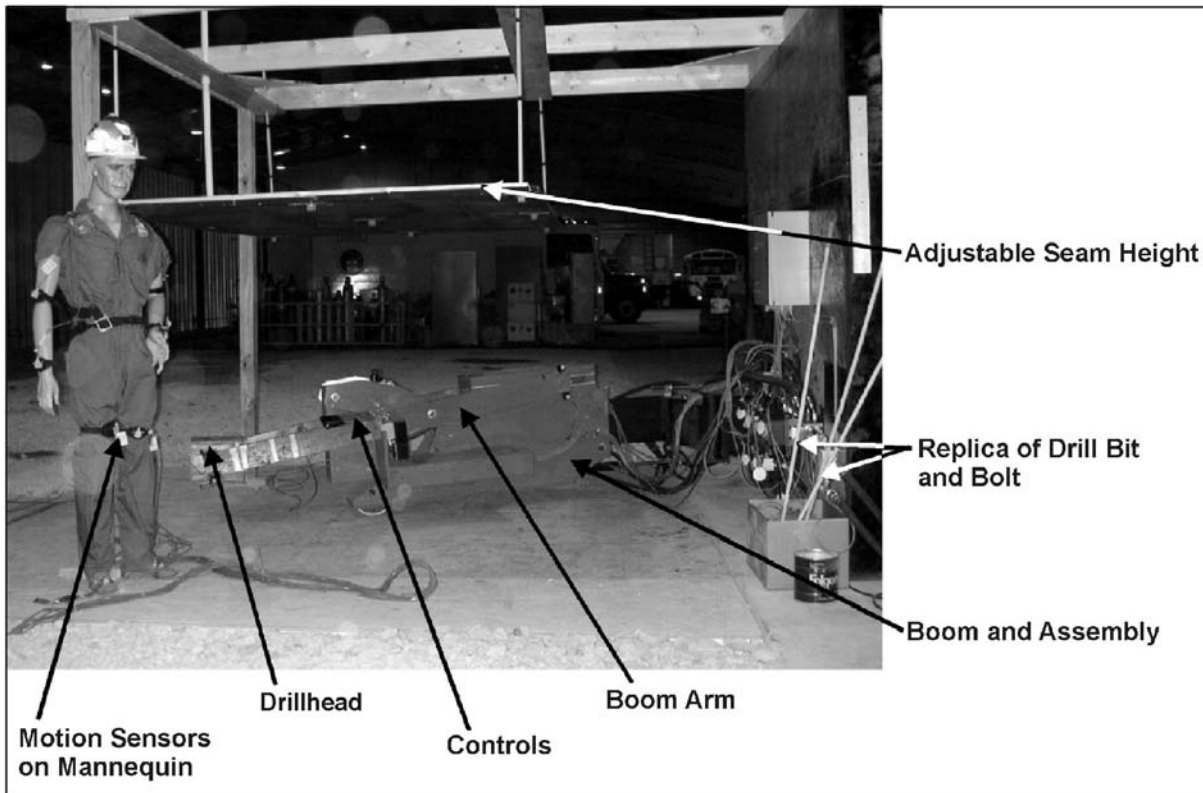 Adjustable Seam Height
Replica of Drill Bit
and Bolt
Boom and Assembly
Boom Arm
Drillhead
Controls
Motion Sensors
on Mannequin